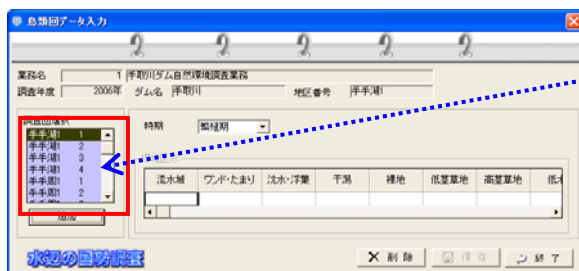 鳥類回データ入力
業務名 1 手取川ダム自然環境調査業務
調査年度 2006年 ダム名 手取川 地区番号 手手湖1
調査回選択
手手湖1 1
手手湖1 2
手手湖1 3
手手湖1 4
手手周1 1
手手周1 2
追加
時期 繁殖期
流水域 ワンド・たまり 沈水・浮葉 干潟 裸地 低茎草地 高茎草地
水辺の国勢調査
削除 保存 終了